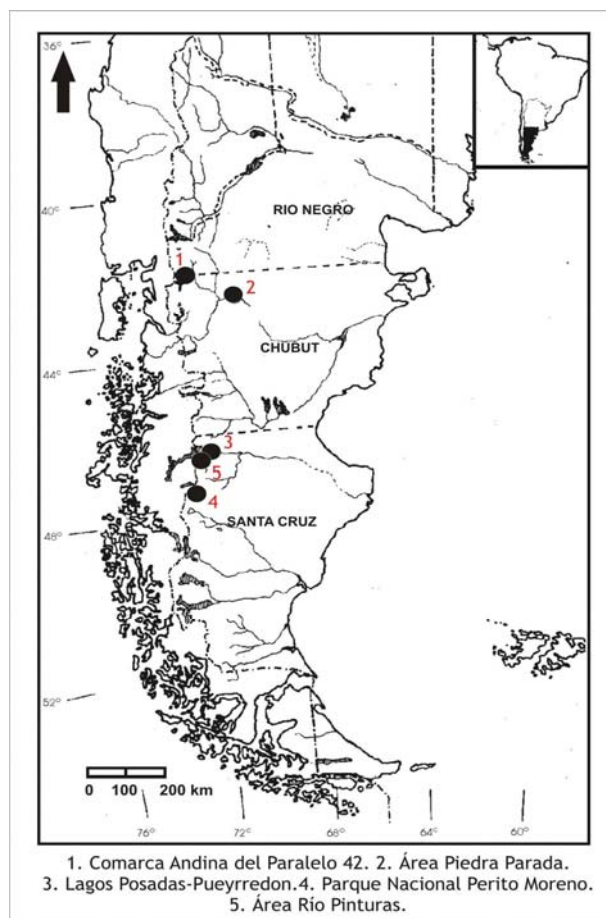 36°
40°
RIO NEGRO
1
2
CHUBUT
44°
3
5
4
SANTA CRUZ
48°
52°
0 100 200 km
76° 72° 68° 64° 60°
1. Comarca Andina del Paralelo 42. 2. Área Piedra Parada.
3. Lagos Posadas-Pueyrredon.4. Parque Nacional Perito Moreno.
5. Área Río Pinturas.